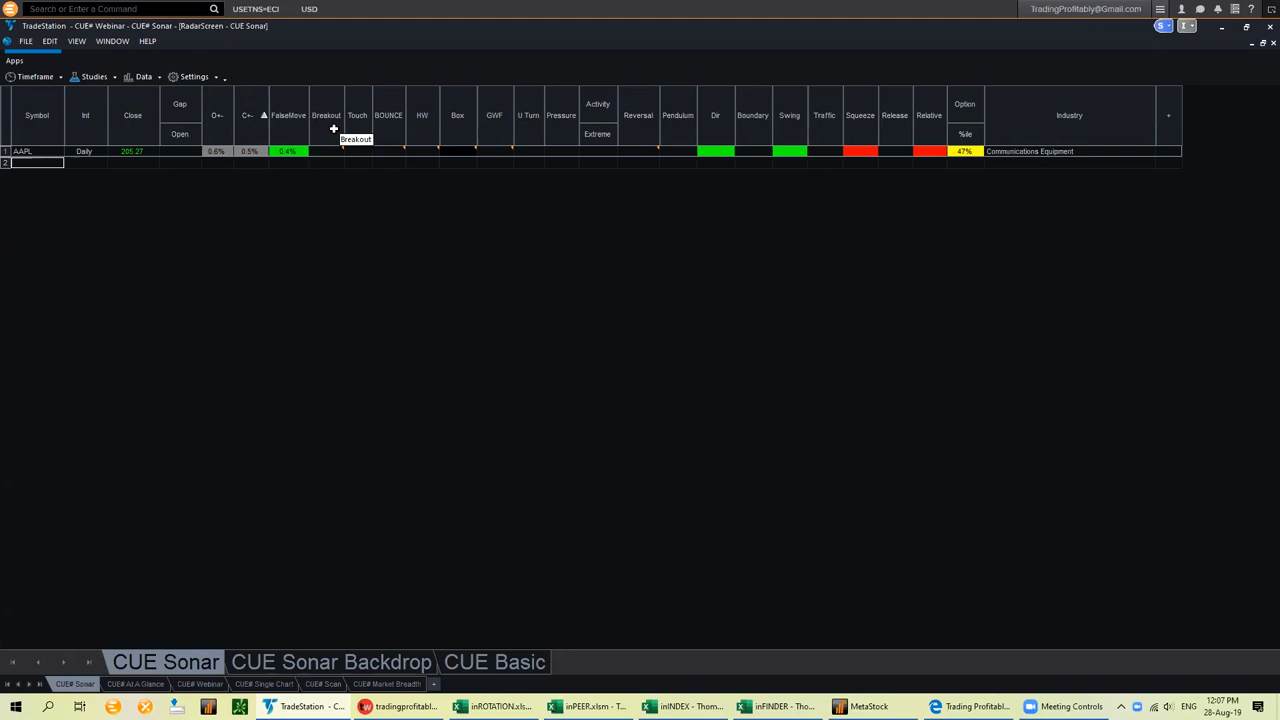 Search or Enter a Command USETNS=ECI USD TradingProfitably@Gmail.com
TradeStation - CUE# Webinar - CUE# Sonar - [RadarScreen - CUE Sonar]
FILE EDIT VIEW WINDOW HELP
Apps
Timeframe Studies Data Settings
Symbol Int Close Gap Open O+- C+- FalseMove Breakout Touch BOUNCE HW Box GWF U Turn Pressure Activity Extreme Reversal Pendulum Dir Boundary Swing Traffic Squeeze Release Relative Option %ile Industry +
Breakout
1 AAPL Daily 205.27 0.6% 0.5% 0.4% 47% Communications Equipment
2
CUE Sonar CUE Sonar Backdrop CUE Basic
CUE# Sonar CUE# At A Glance CUE# Webinar CUE# Single Chart CUE# Scan CUE# Market Breadth +
TradeStation - C... tradingprofitabl... inROTATION.xls... inPEER.xlsm - T... inINDEX - Thom... inFINDER - Tho... MetaStock Trading Profitabl... Meeting Controls 12:07 PM
28-Aug-19